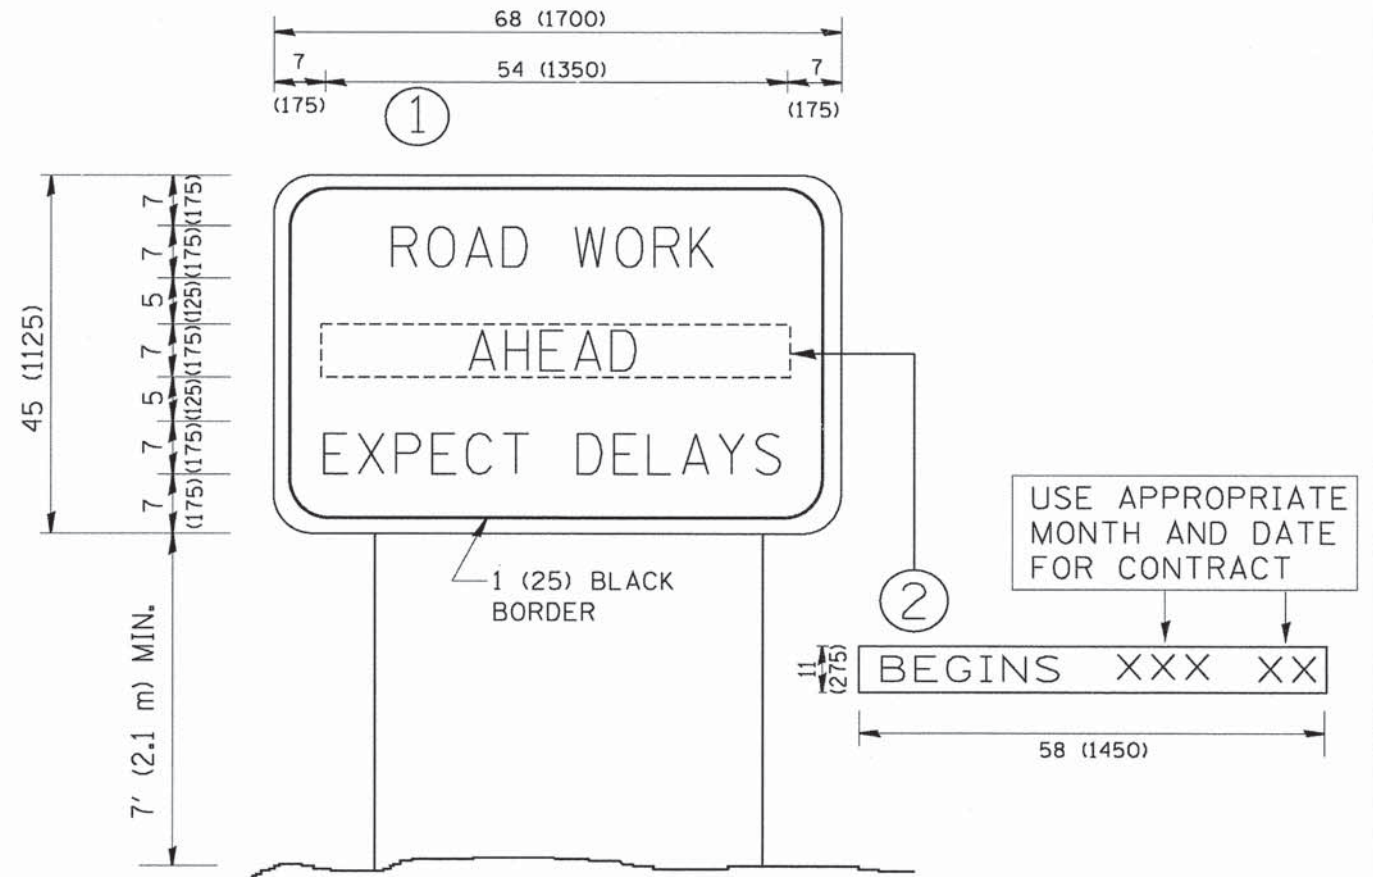 68 (1700)
7 54 (1350) 7
(175) (175)
1
45 (1125)
7 (175)
7 (175)
5 (125)
7 (175)
5 (125)
7 (175)
7 (175)
7' (2.1 m) MIN.
ROAD WORK
AHEAD
EXPECT DELAYS
1 (25) BLACK
BORDER
2
USE APPROPRIATE
MONTH AND DATE
FOR CONTRACT
11
(275)
BEGINS XXX XX
58 (1450)